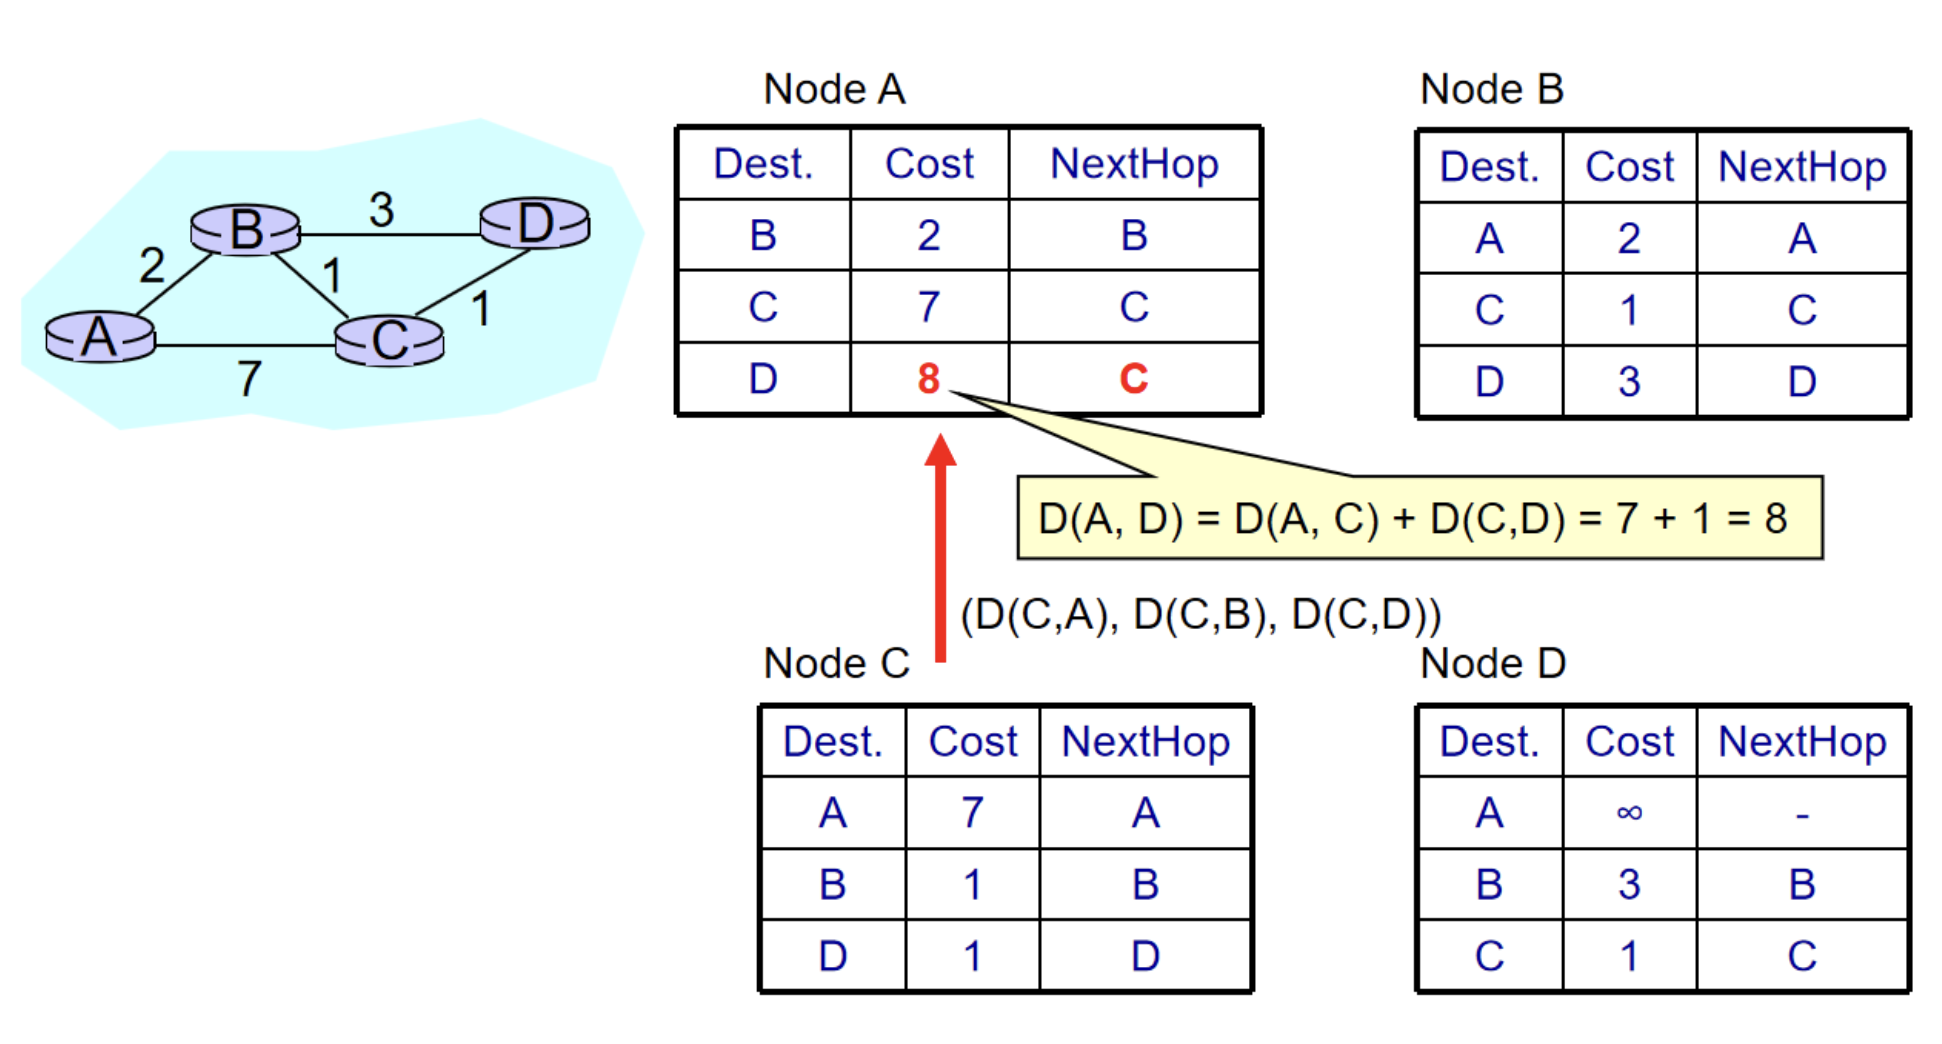 B
3
D
2
1
1
A
C
7
Node A
Dest. Cost NextHop
B 2 B
C 7 C
D 8 C
Node B
Dest. Cost NextHop
A 2 A
C 1 C
D 3 D
D(A, D) = D(A, C) + D(C,D) = 7 + 1 = 8
(D(C,A), D(C,B), D(C,D))
Node C
Dest. Cost NextHop
A 7 A
B 1 B
D 1 D
Node D
Dest. Cost NextHop
A ∞ -
B 3 B
C 1 C